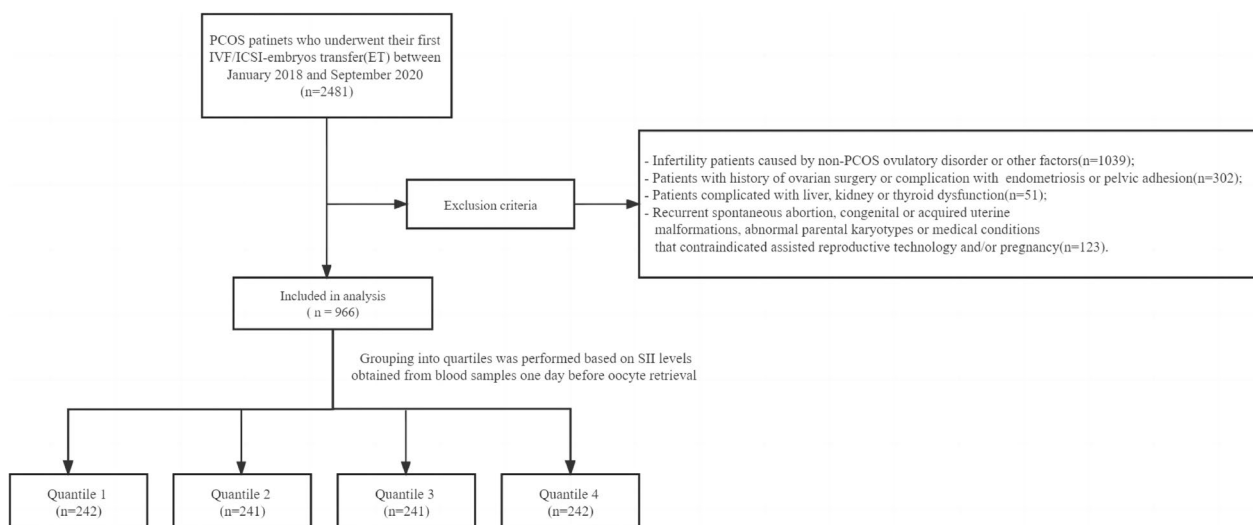 PCOS patinets who underwent their first
IVF/ICSI-embryos transfer(ET) between
January 2018 and September 2020
(n=2481)
Exclusion criteria
- Infertility patients caused by non-PCOS ovulatory disorder or other factors(n=1039);
- Patients with history of ovarian surgery or complication with endometriosis or pelvic adhesion(n=302);
- Patients complicated with liver, kidney or thyroid dysfunction(n=51);
- Recurrent spontaneous abortion, congenital or acquired uterine
malformations, abnormal parental karyotypes or medical conditions
that contraindicated assisted reproductive technology and/or pregnancy(n=123).
Included in analysis
( n = 966)
Grouping into quartiles was performed based on SII levels
obtained from blood samples one day before oocyte retrieval
Quantile 1
(n=242)
Quantile 2
(n=241)
Quantile 3
(n=241)
Quantile 4
(n=242)